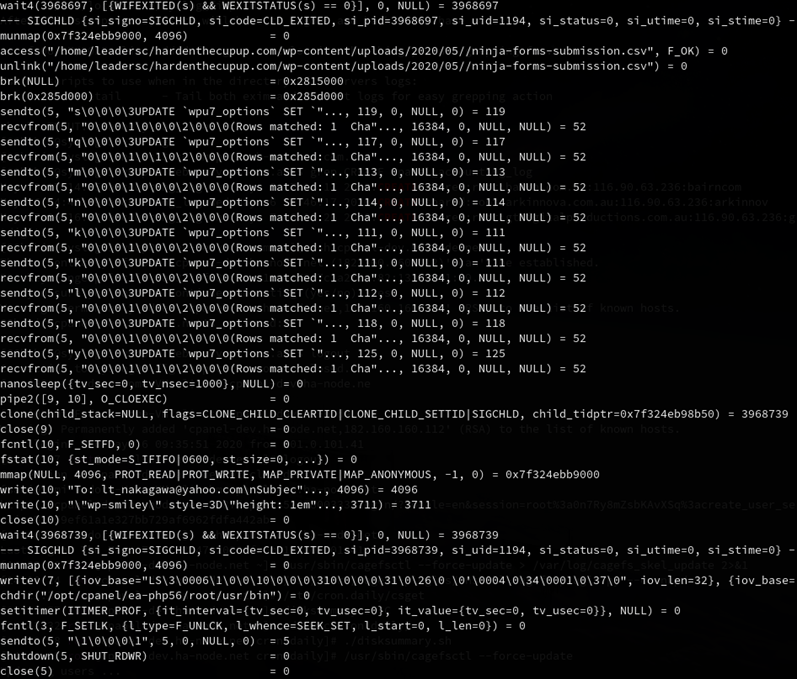 wait4(3968697, [{WIFEXITED(s) && WEXITSTATUS(s) == 0}], 0, NULL) = 3968697
--- SIGCHLD {si_signo=SIGCHLD, si_code=CLD_EXITED, si_pid=3968697, si_uid=1194, si_status=0, si_utime=0, si_stime=0} ---
munmap(0x7f324ebb9000, 4096) = 0
access("/home/leadersc/hardenthecupup.com/wp-content/uploads/2020/05//ninja-forms-submission.csv", F_OK) = 0
unlink("/home/leadersc/hardenthecupup.com/wp-content/uploads/2020/05//ninja-forms-submission.csv") = 0
brk(NULL) = 0x2815000
brk(0x285d000) = 0x285d000
sendto(5, "s\0\0\0\3UPDATE `wpu7_options` SET `"..., 119, 0, NULL, 0) = 119
recvfrom(5, "0\0\0\1\0\0\0\2\0\0\0(Rows matched: 1  Cha"..., 16384, 0, NULL, NULL) = 52
sendto(5, "q\0\0\0\3UPDATE `wpu7_options` SET `"..., 117, 0, NULL, 0) = 117
recvfrom(5, "0\0\0\1\0\1\0\2\0\0\0(Rows matched: 1  Cha"..., 16384, 0, NULL, NULL) = 52
sendto(5, "m\0\0\0\3UPDATE `wpu7_options` SET `"..., 113, 0, NULL, 0) = 113
recvfrom(5, "0\0\0\1\0\0\0\2\0\0\0(Rows matched: 1  Cha"..., 16384, 0, NULL, NULL) = 52
sendto(5, "n\0\0\0\3UPDATE `wpu7_options` SET `"..., 114, 0, NULL, 0) = 114
recvfrom(5, "0\0\0\1\0\0\0\2\0\0\0(Rows matched: 1  Cha"..., 16384, 0, NULL, NULL) = 52
sendto(5, "k\0\0\0\3UPDATE `wpu7_options` SET `"..., 111, 0, NULL, 0) = 111
recvfrom(5, "0\0\0\1\0\0\0\2\0\0\0(Rows matched: 1  Cha"..., 16384, 0, NULL, NULL) = 52
sendto(5, "k\0\0\0\3UPDATE `wpu7_options` SET `"..., 111, 0, NULL, 0) = 111
recvfrom(5, "0\0\0\1\0\0\0\2\0\0\0(Rows matched: 1  Cha"..., 16384, 0, NULL, NULL) = 52
sendto(5, "l\0\0\0\3UPDATE `wpu7_options` SET `"..., 112, 0, NULL, 0) = 112
recvfrom(5, "0\0\0\1\0\0\0\2\0\0\0(Rows matched: 1  Cha"..., 16384, 0, NULL, NULL) = 52
sendto(5, "r\0\0\0\3UPDATE `wpu7_options` SET `"..., 118, 0, NULL, 0) = 118
recvfrom(5, "0\0\0\1\0\0\0\2\0\0\0(Rows matched: 1  Cha"..., 16384, 0, NULL, NULL) = 52
sendto(5, "y\0\0\0\3UPDATE `wpu7_options` SET `"..., 125, 0, NULL, 0) = 125
recvfrom(5, "0\0\0\1\0\1\0\2\0\0\0(Rows matched: 1  Cha"..., 16384, 0, NULL, NULL) = 52
nanosleep({tv_sec=0, tv_nsec=1000}, NULL) = 0
pipe2([9, 10], O_CLOEXEC) = 0
clone(child_stack=NULL, flags=CLONE_CHILD_CLEARTID|CLONE_CHILD_SETTID|SIGCHLD, child_tidptr=0x7f324eb98b50) = 3968739
close(9) = 0
fcntl(10, F_SETFD, 0) = 0
fstat(10, {st_mode=S_IFIFO|0600, st_size=0, ...}) = 0
mmap(NULL, 4096, PROT_READ|PROT_WRITE, MAP_PRIVATE|MAP_ANONYMOUS, -1, 0) = 0x7f324ebb9000
write(10, "To: lt_nakagawa@yahoo.com\nSubjec"..., 4096) = 4096
write(10, "\"wp-smiley\" style=3D\"height: 1em"..., 3711) = 3711
close(10) = 0
wait4(3968739, [{WIFEXITED(s) && WEXITSTATUS(s) == 0}], 0, NULL) = 3968739
--- SIGCHLD {si_signo=SIGCHLD, si_code=CLD_EXITED, si_pid=3968739, si_uid=1194, si_status=0, si_utime=0, si_stime=0} ---
munmap(0x7f324ebb9000, 4096) = 0
writev(7, [{iov_base="LS\3\0006\1\0\0\10\0\0\0\310\0\0\0\31\0\26\0 \0'\0004\0\34\0001\0\37\0", iov_len=32}, {iov_base=
chdir("/opt/cpanel/ea-php56/root/usr/bin") = 0
setitimer(ITIMER_PROF, {it_interval={tv_sec=0, tv_usec=0}, it_value={tv_sec=0, tv_usec=0}}, NULL) = 0
fcntl(3, F_SETLK, {l_type=F_UNLCK, l_whence=SEEK_SET, l_start=0, l_len=0}) = 0
sendto(5, "\1\0\0\0\1", 5, 0, NULL, 0) = 5
shutdown(5, SHUT_RDWR) = 0
close(5) = 0